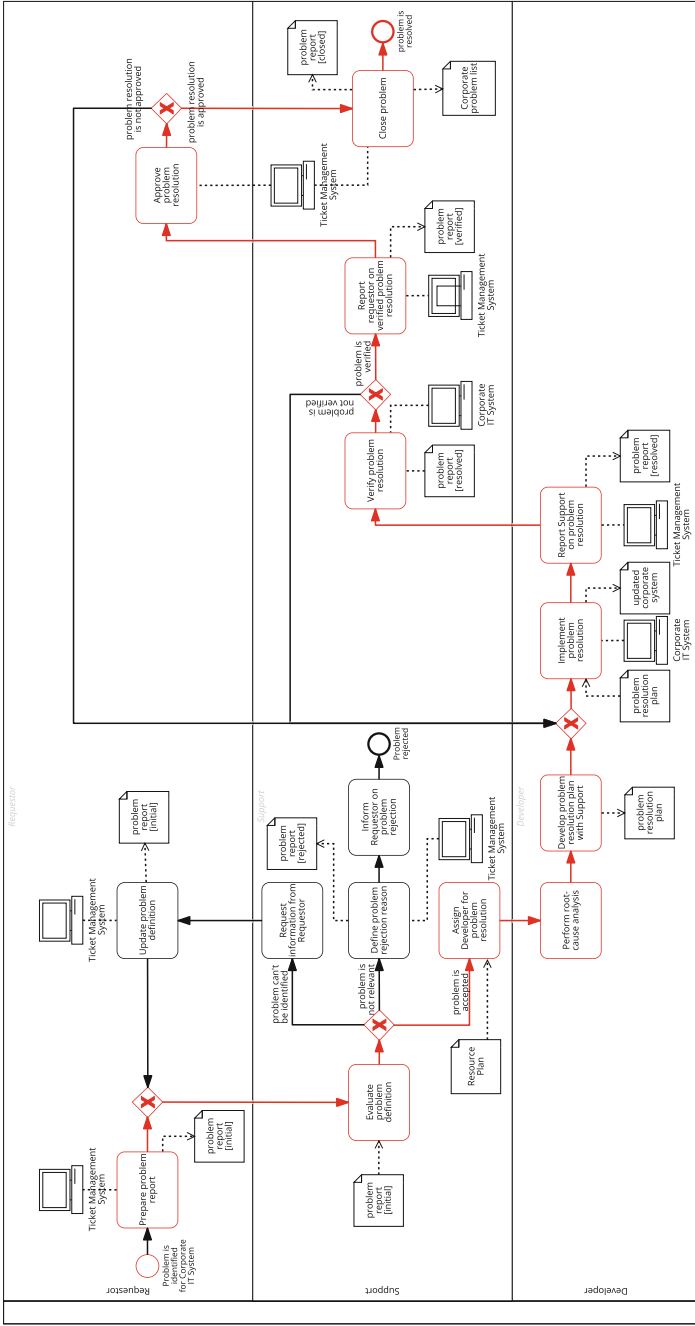 Requestor
Support
Developer
Requestor
Support
Developer
Problem is
identified
for Corporate
IT System
Prepare problem
report
Ticket Management
System
problem
report
[initial]
Update problem
definition
Ticket Management
System
problem
report
[initial]
Approve
problem
resolution
problem resolution
is not approved
problem resolution
is approved
Ticket Management
System
problem
report
[initial]
Evaluate
problem
definition
problem can't
be identified
problem is
not relevant
problem is
accepted
Request
information from
Requestor
Define problem
rejection reason
problem
report
[rejected]
Inform
Requestor on
problem
rejection
Problem
rejected
Resource
Plan
Assign
Developer for
problem
resolution
Ticket Management
System
Verify problem
resolution
problem
report
[resolved]
Corporate
IT System
problem is
not verified
problem is
verified
Report
requestor on
verified problem
resolution
Ticket Management
System
problem
report
[verified]
Close problem
problem
report
[closed]
Corporate
problem list
problem is
resolved
Perform root-
cause analysis
Develop problem
resolution plan
with Support
problem
resolution
plan
problem
resolution
plan
Implement
problem
resolution
Corporate
IT System
updated
corporate
system
Report Support
on problem
resolution
Ticket Management
System
problem
report
[resolved]